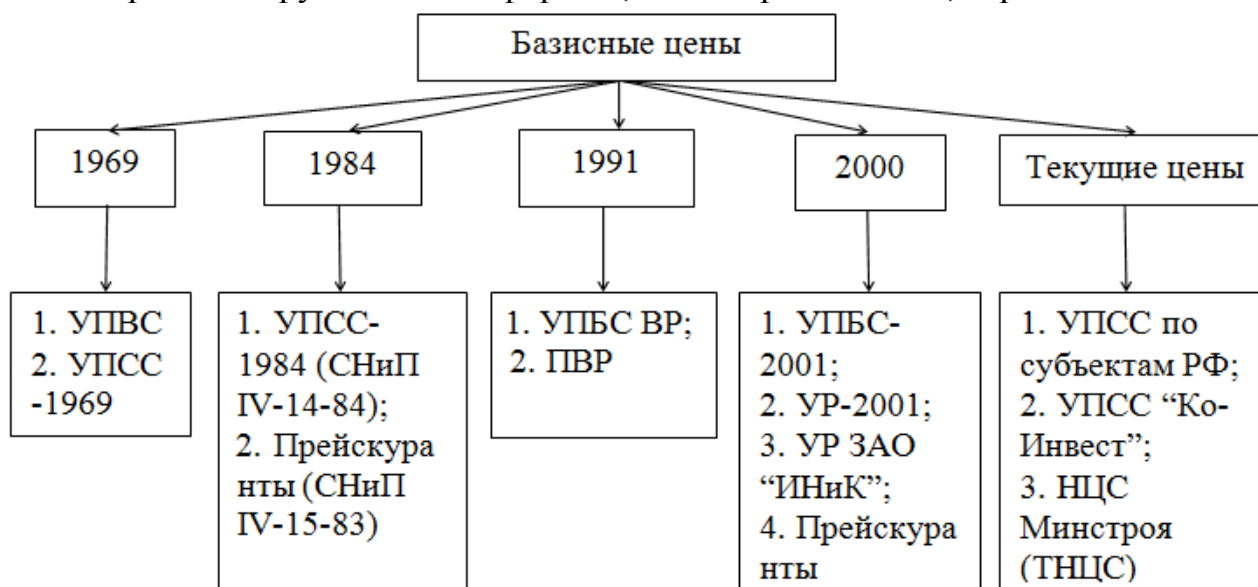 Базисные цены
1969
1984
1991
2000
Текущие цены
1. УПВС
2. УПСС
-1969
1. УПСС-
1984 (СНиП
IV-14-84);
2. Прейскура
нты (СНиП
IV-15-83)
1. УПБС ВР;
2. ПВР
1. УПБС-
2001;
2. УР-2001;
3. УР ЗАО
“ИНиК”;
4. Прейскура
нты
1. УПСС по
субъектам РФ;
2. УПСС “Ко-
Инвест”;
3. НЦС
Минстроя
(ТНЦС)